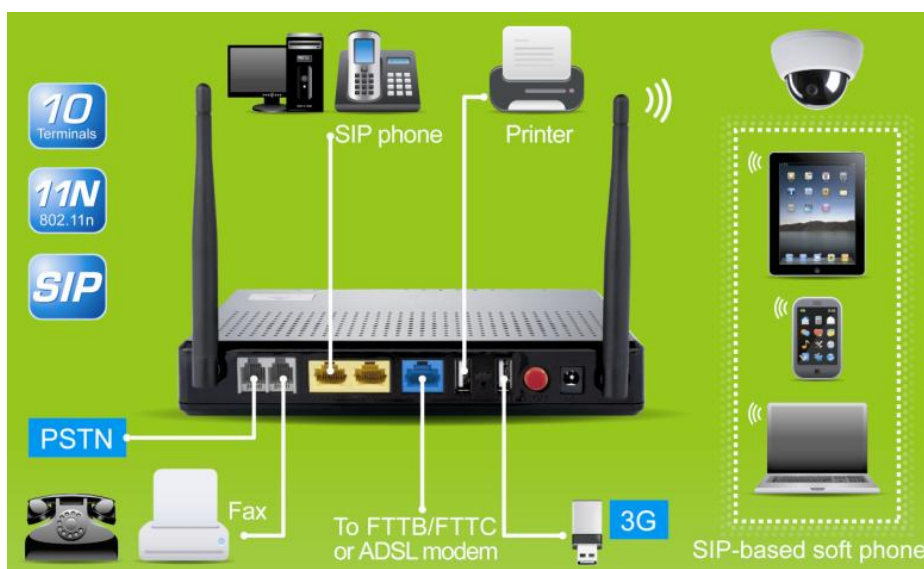 10
Terminals
11N
802.11n
SIP
SIP phone
Printer
PSTN
Fax
To FTTB/FTTC
or ADSL modem
3G
SIP-based soft phone